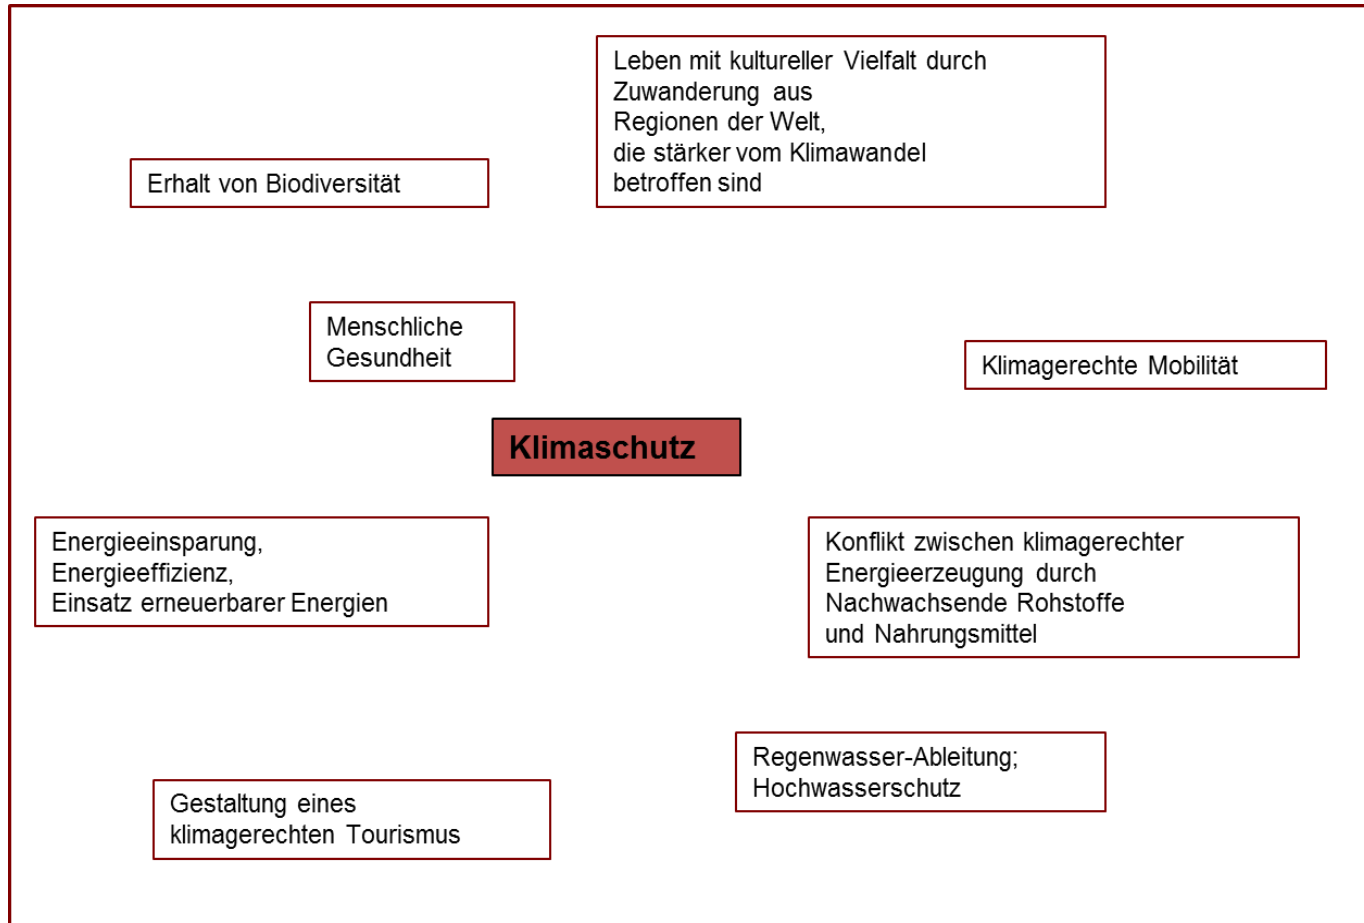 Leben mit kultureller Vielfalt durch
Zuwanderung aus
Regionen der Welt,
die stärker vom Klimawandel
betroffen sind
Erhalt von Biodiversität
Menschliche
Gesundheit
Klimagerechte Mobilität
Klimaschutz
Energieeinsparung,
Energieeffizienz,
Einsatz erneuerbarer Energien
Konflikt zwischen klimagerechter
Energieerzeugung durch
Nachwachsende Rohstoffe
und Nahrungsmittel
Regenwasser-Ableitung;
Hochwasserschutz
Gestaltung eines
klimagerechten Tourismus